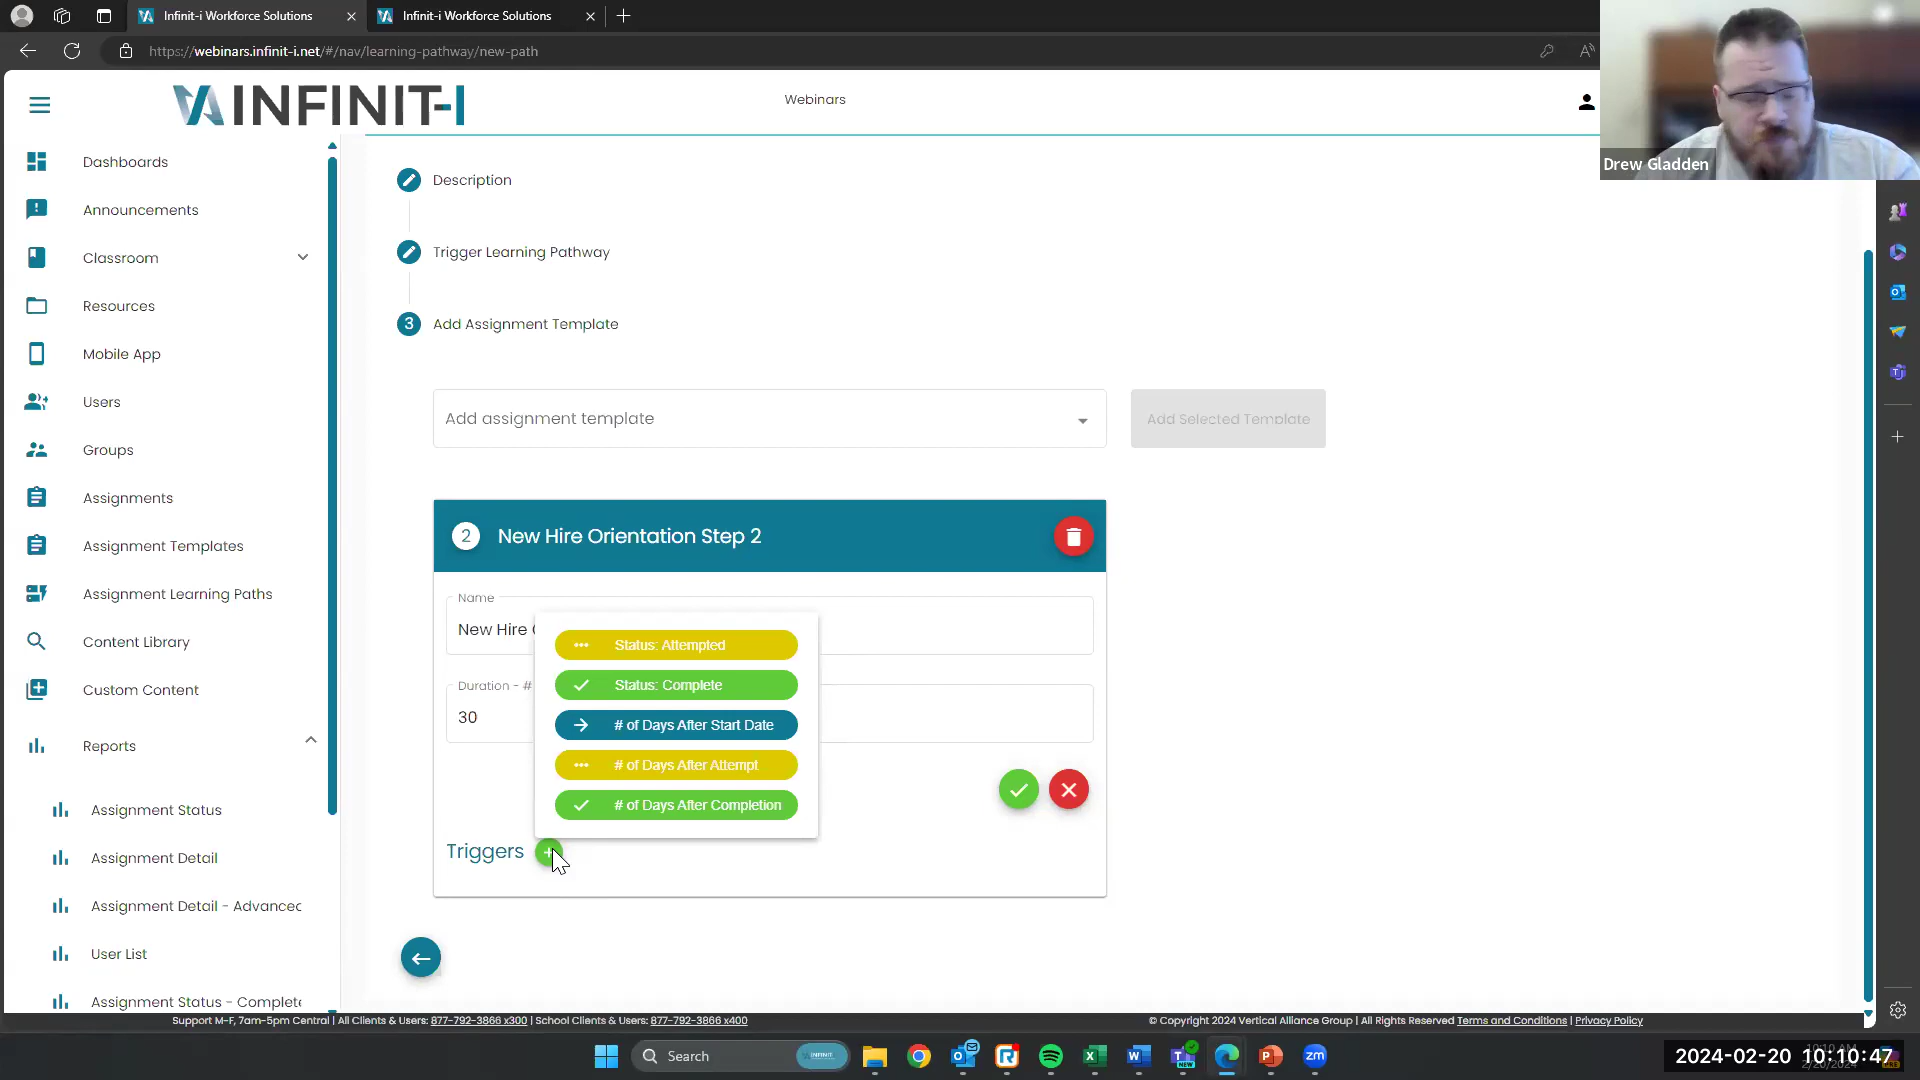 Infinit-i Workforce Solutions
Infinit-i Workforce Solutions
https://webinars.infinit-i.net/#/nav/learning-pathway/new-path
INFINIT-I
Webinars
Drew Gladden
Dashboards
Announcements
Classroom
Resources
Mobile App
Users
Groups
Assignments
Assignment Templates
Assignment Learning Paths
Content Library
Custom Content
Reports
Assignment Status
Assignment Detail
Assignment Detail - Advanced
User List
Assignment Status - Complete
Description
Trigger Learning Pathway
3 Add Assignment Template
Add assignment template
Add Selected Template
2 New Hire Orientation Step 2
Name
New Hire
Duration - #
30
Status: Attempted
Status: Complete
# of Days After Start Date
# of Days After Attempt
# of Days After Completion
Triggers
Support M-F, 7am-5pm Central | All Clients & Users: 877-792-3866 x300 | School Clients & Users: 877-792-3866 x400
© Copyright 2024 Vertical Alliance Group | All Rights Reserved Terms and Conditions | Privacy Policy
Search
2024-02-20 10:10:47